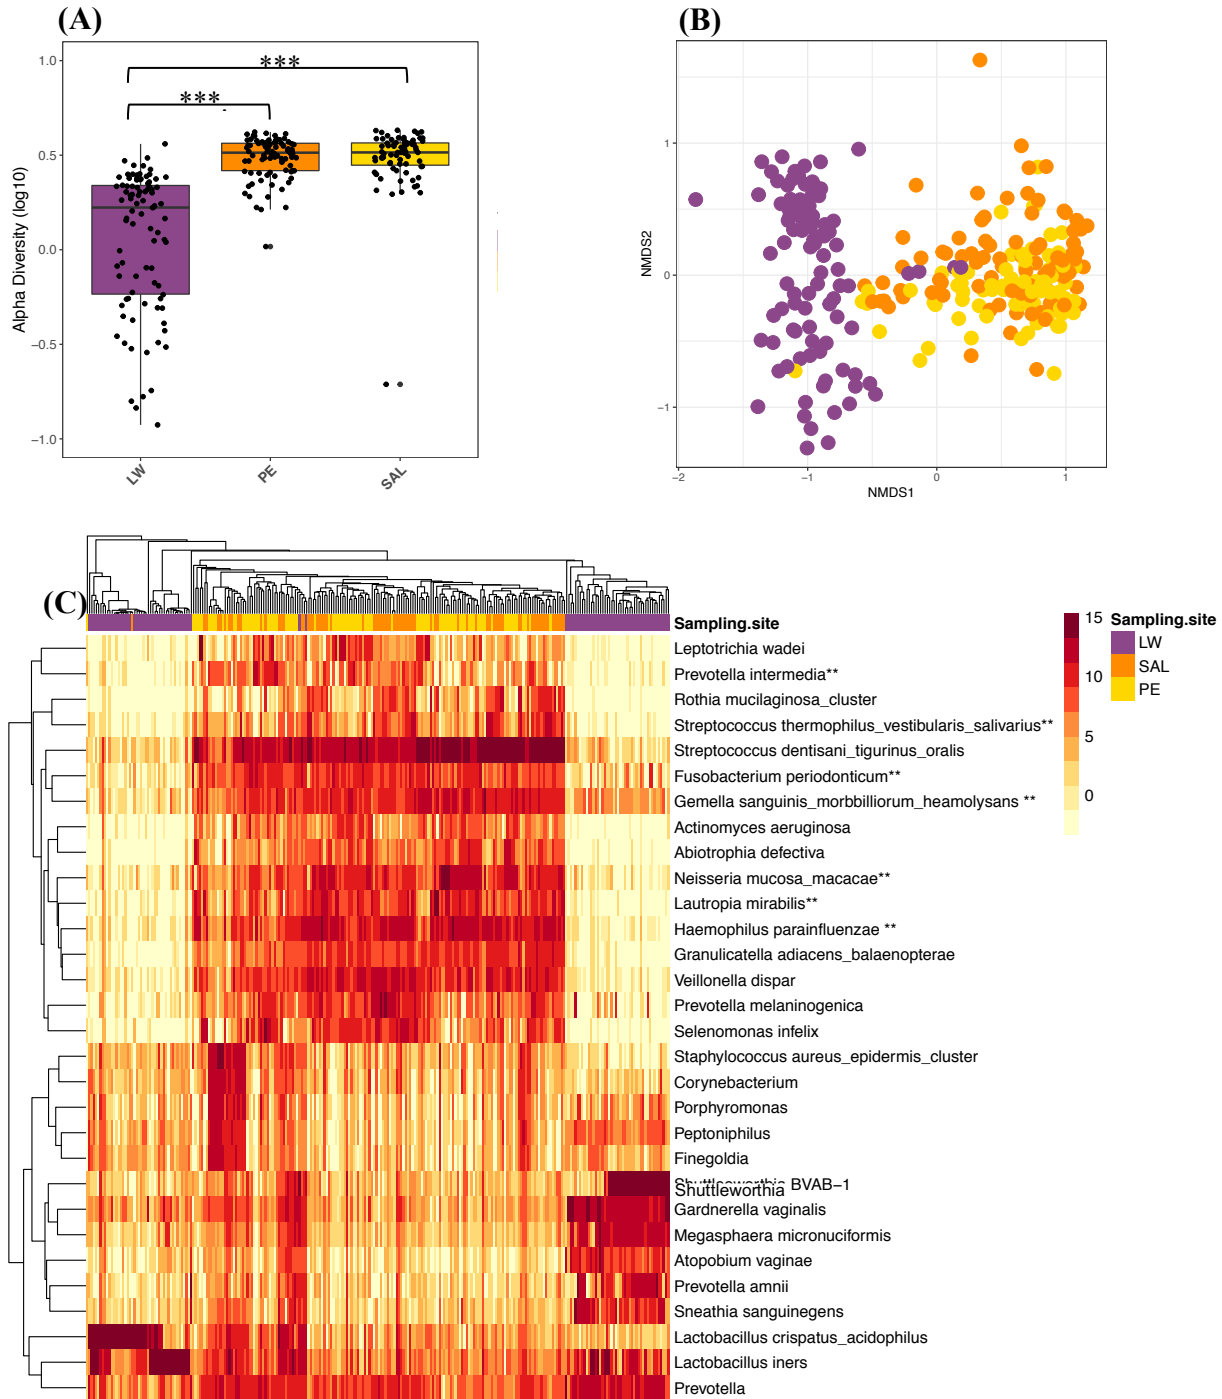 (A)
***
***
1.0
0.5
0.0
−0.5
−1.0
Alpha Diversity (log10)
LW
PE
SAL
(B)
1
0
−1
NMDS2
−2
−1
0
1
NMDS1
(C)
Sampling.site
Leptotrichia wadei
Prevotella intermedia**
Rothia mucilaginosa_cluster
Streptococcus thermophilus_vestibularis_salivarius**
Streptococcus dentisani_tigurinus_oralis
Fusobacterium periodonticum**
Gemella sanguinis_morbbilliorum_heamolysans **
Actinomyces aeruginosa
Abiotrophia defectiva
Neisseria mucosa_macacae**
Lautropia mirabilis**
Haemophilus parainfluenzae **
Granulicatella adiacens_balaenopterae
Veillonella dispar
Prevotella melaninogenica
Selenomonas infelix
Staphylococcus aureus_epidermis_cluster
Corynebacterium
Porphyromonas
Peptoniphilus
Finegoldia
Shuttleworthia BVAB−1
Gardnerella vaginalis
Megasphaera micronuciformis
Atopobium vaginae
Prevotella amnii
Sneathia sanguinegens
Lactobacillus crispatus_acidophilus
Lactobacillus iners
Prevotella
15
10
5
0
Sampling.site
LW
SAL
PE